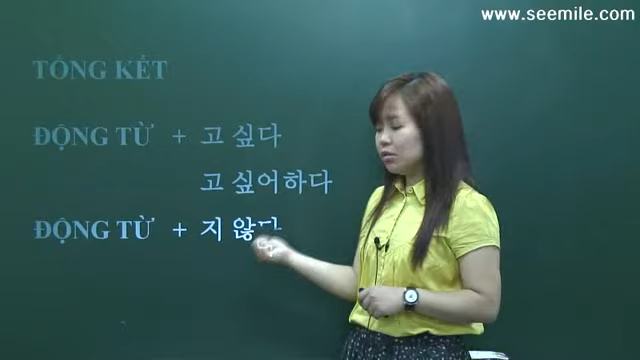 www.seemile.com
TỔNG KẾT
ĐỘNG TỪ + 고 싶다
고 싶어하다
ĐỘNG TỪ + 지 않다